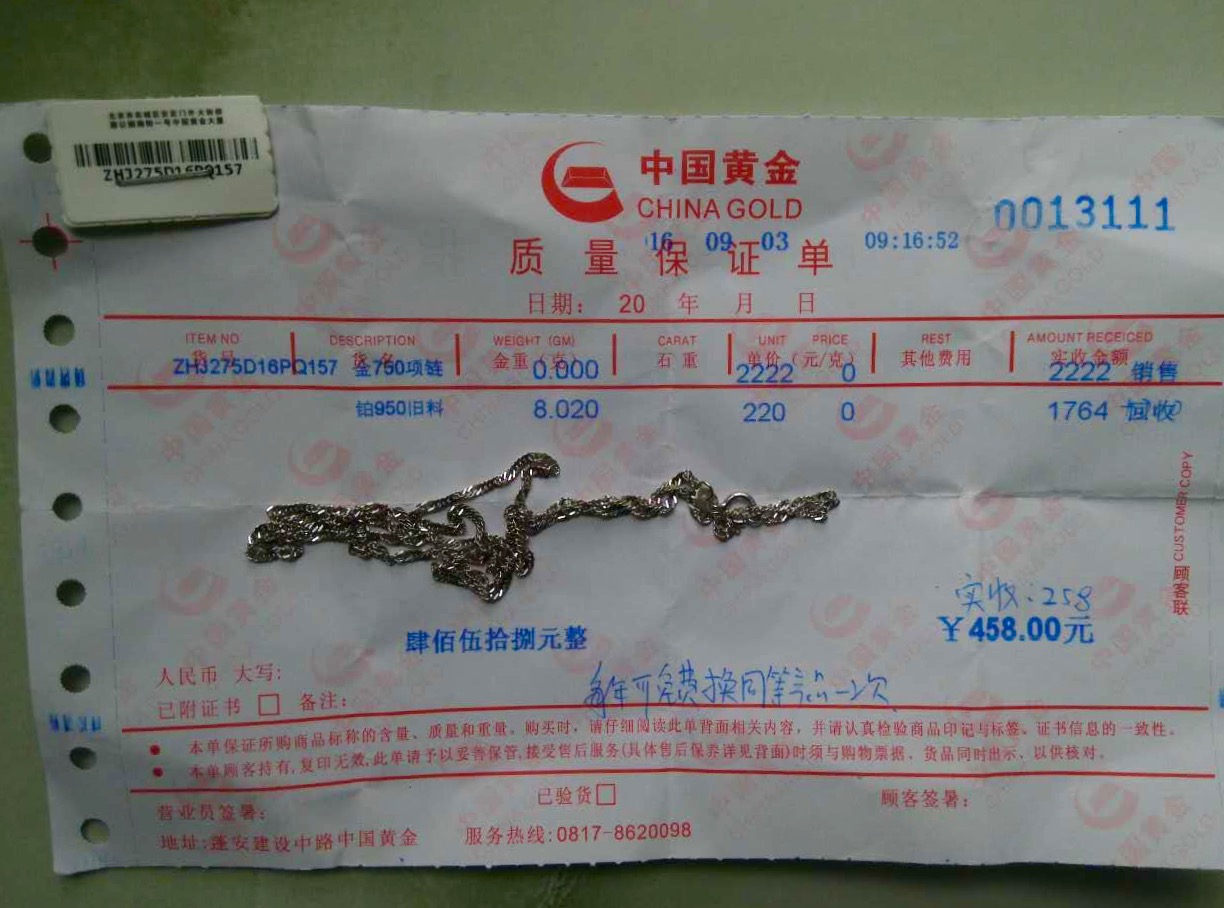 ZHJ275D16PQ157
中国黄金
CHINA GOLD
0013111
16 09 03 09:16:52
质量保证单
日期: 20 年 月 日
ITEM NO DESCRIPTION WEIGHT (GM) CARAT UNIT PRICE REST AMOUNT RECEICED
货号 货名 金重(克) 石重 单价(元/克) 其他费用 实收金额
ZHJ275D16PQ157 金750项链 0.000 2222 0 2222 销售
铂950旧料 8.020 220 0 1764 回收
联客顾 CUSTOMER COPY
实收:258
肆佰伍拾捌元整 ¥458.00元
人民币 大写:
每年可免费换同等 一次
已附证书 □ 备注:
● 本单保证所购商品标称的含量、质量和重量。购买时,请仔细阅读此单背面相关内容,并请认真检验商品印记与标签、证书信息的一致性。
● 本单顾客持有,复印无效,此单请予以妥善保管,接受售后服务(具体售后保养详见背面)时须与购物票据、货品同时出示、以供核对。
营业员签署: 已验货□ 顾客签署:
地址:蓬安建设中路中国黄金 服务热线:0817-8620098